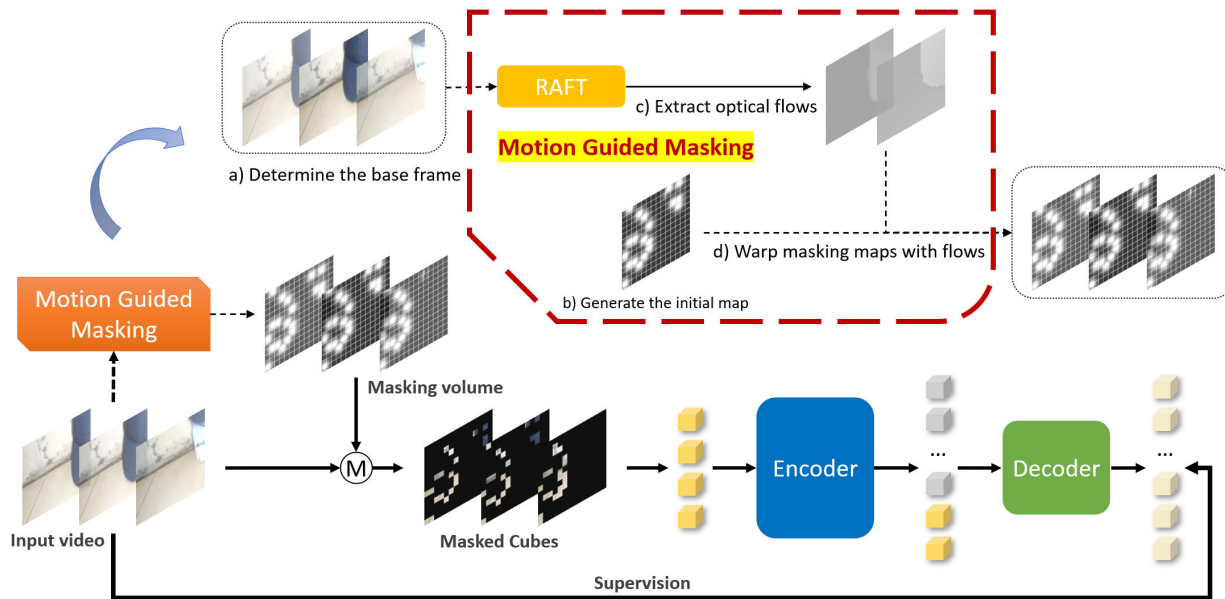 RAFT
c) Extract optical flows
Motion Guided Masking
a) Determine the base frame
d) Warp masking maps with flows
b) Generate the initial map
Motion Guided
Masking
Masking volume
M
Encoder
...
Decoder
...
Input video
Masked Cubes
Supervision